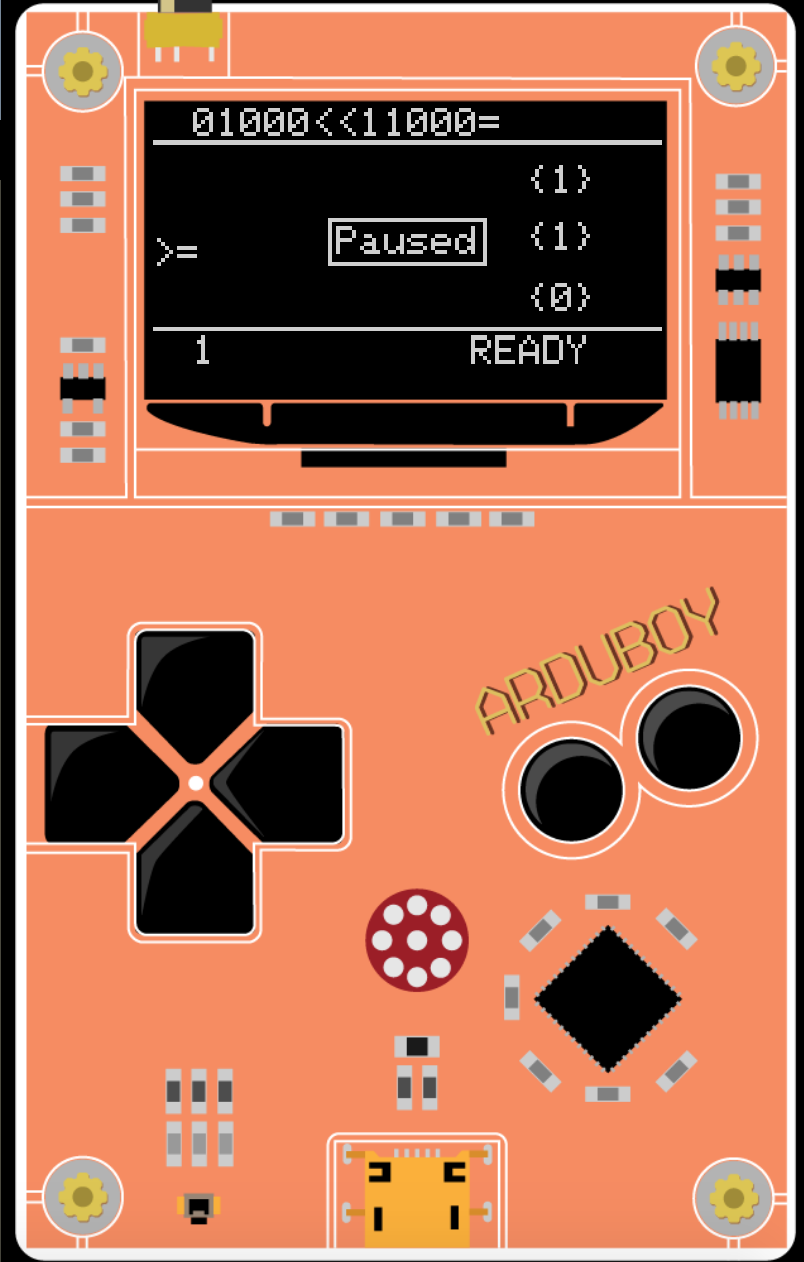 01000<<11000=
{1}
Paused
{1}
>=
{0}
1 READY
ARDUBOY